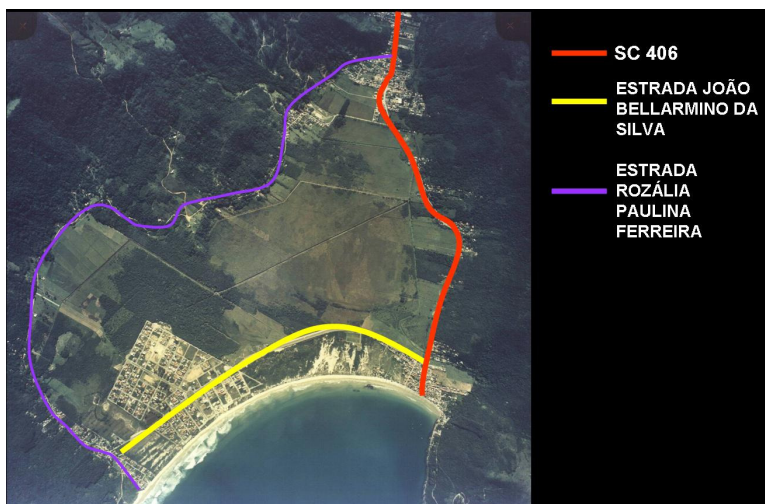 SC 406
ESTRADA JOÃO
BELLARMINO DA
SILVA
ESTRADA
ROZÁLIA
PAULINA
FERREIRA